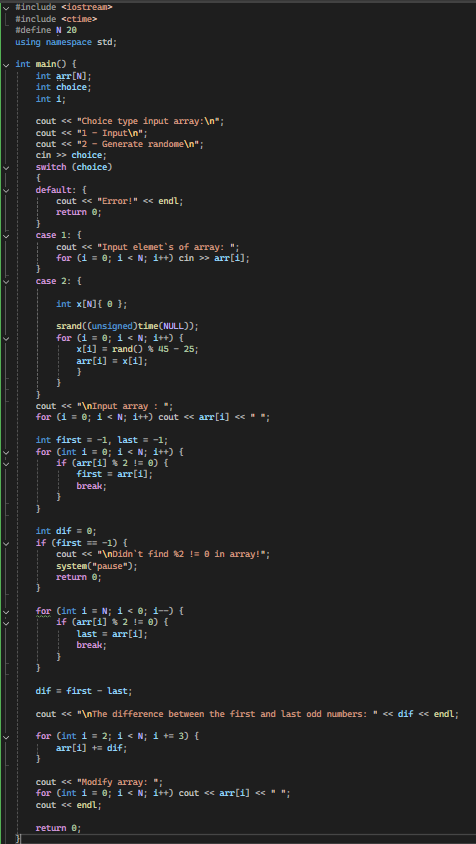 #include <iostream>
#include <ctime>
#define N 20
using namespace std;
int main() {
int arr[N];
int choice;
int i;
cout << "Choice type input array:\n";
cout << "1 - Input\n";
cout << "2 - Generate randome\n";
cin >> choice;
switch (choice)
{
default: {
cout << "Error!" << endl;
return 0;
}
case 1: {
cout << "Input elemet`s of array: ";
for (i = 0; i < N; i++) cin >> arr[i];
}
case 2: {
int x[N]{ 0 };
srand((unsigned)time(NULL));
for (i = 0; i < N; i++) {
x[i] = rand() % 45 - 25;
arr[i] = x[i];
}
}
}
cout << "\nInput array : ";
for (i = 0; i < N; i++) cout << arr[i] << " ";
int first = -1, last = -1;
for (int i = 0; i < N; i++) {
if (arr[i] % 2 != 0) {
first = arr[i];
break;
}
}
int dif = 0;
if (first == -1) {
cout << "\nDidn`t find %2 != 0 in array!";
system("pause");
return 0;
}
for (int i = N; i < 0; i--) {
if (arr[i] % 2 != 0) {
last = arr[i];
break;
}
}
dif = first - last;
cout << "\nThe difference between the first and last odd numbers: " << dif << endl;
for (int i = 2; i < N; i += 3) {
arr[i] += dif;
}
cout << "Modify array: ";
for (int i = 0; i < N; i++) cout << arr[i] << " ";
cout << endl;
return 0;
}